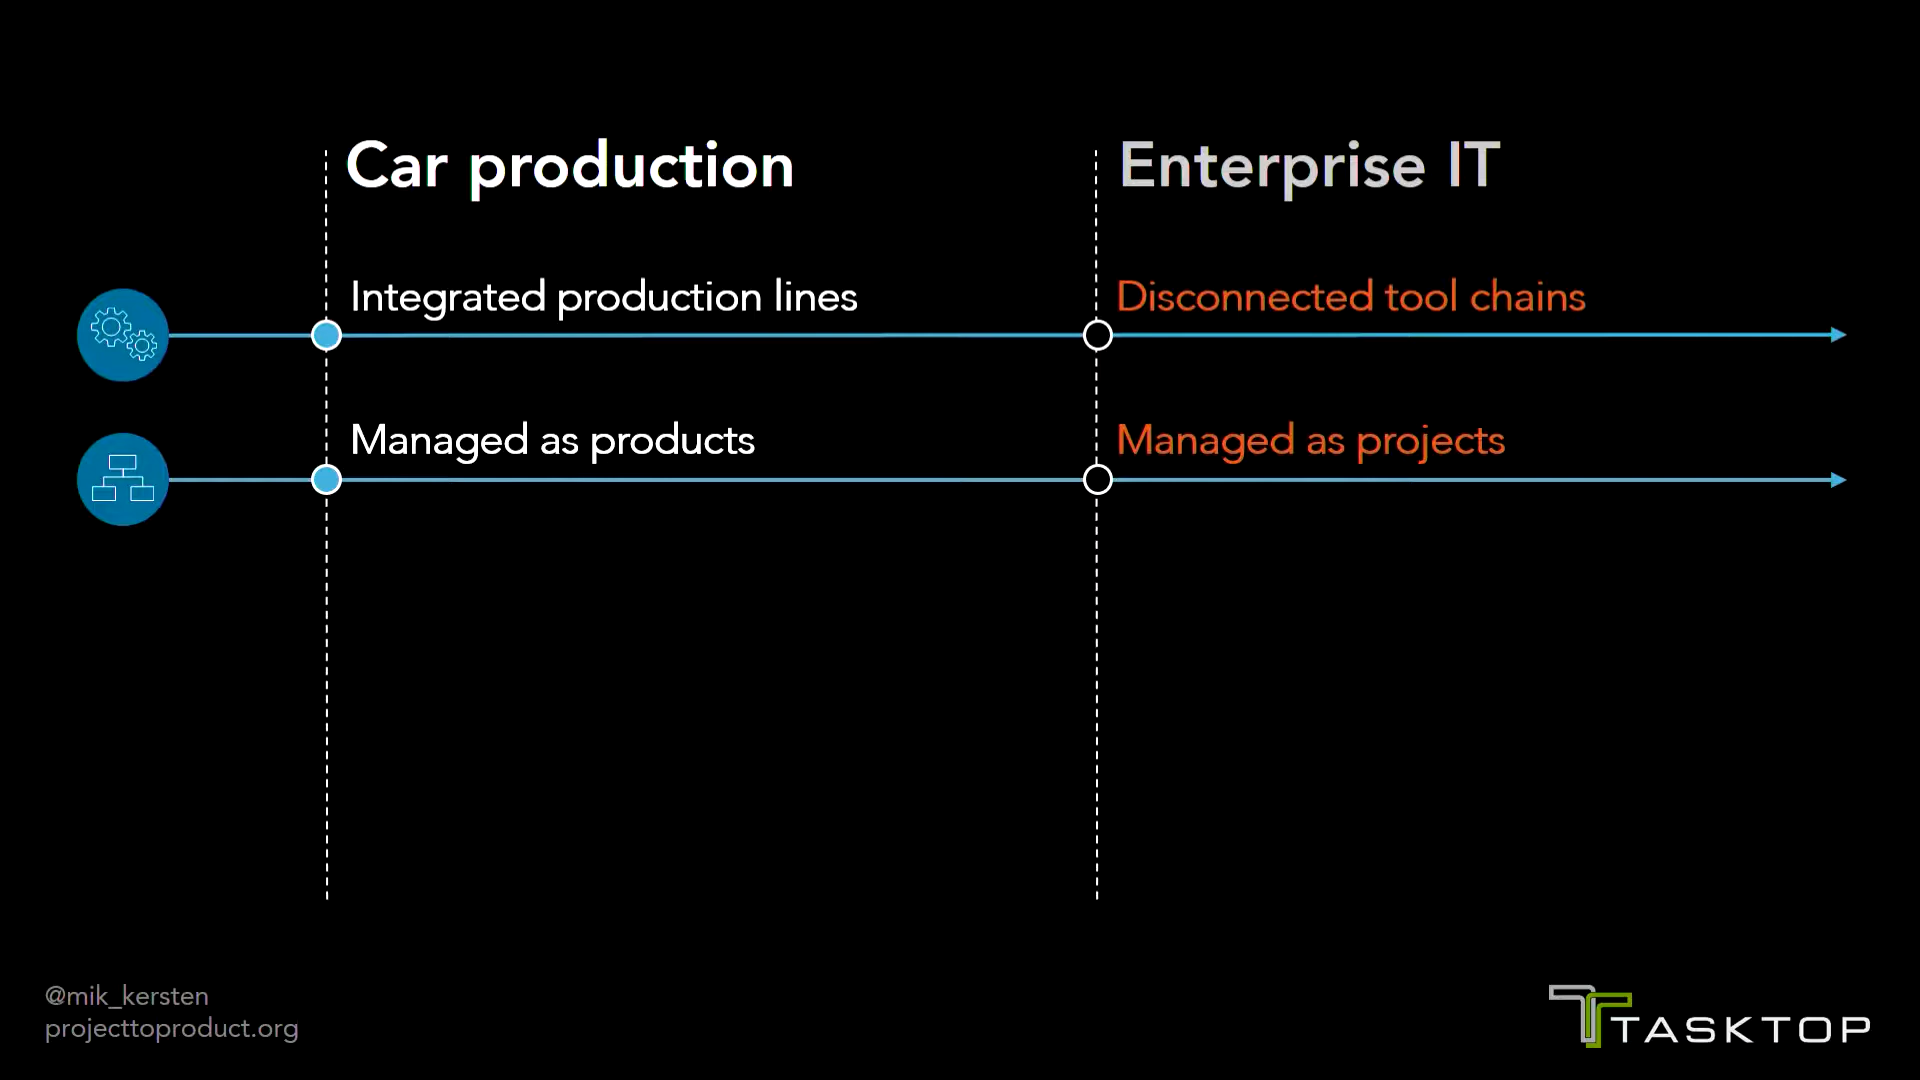 Car production
Enterprise IT
Integrated production lines
Disconnected tool chains
Managed as products
Managed as projects
@mik_kersten
projecttoproduct.org
TASKTOP